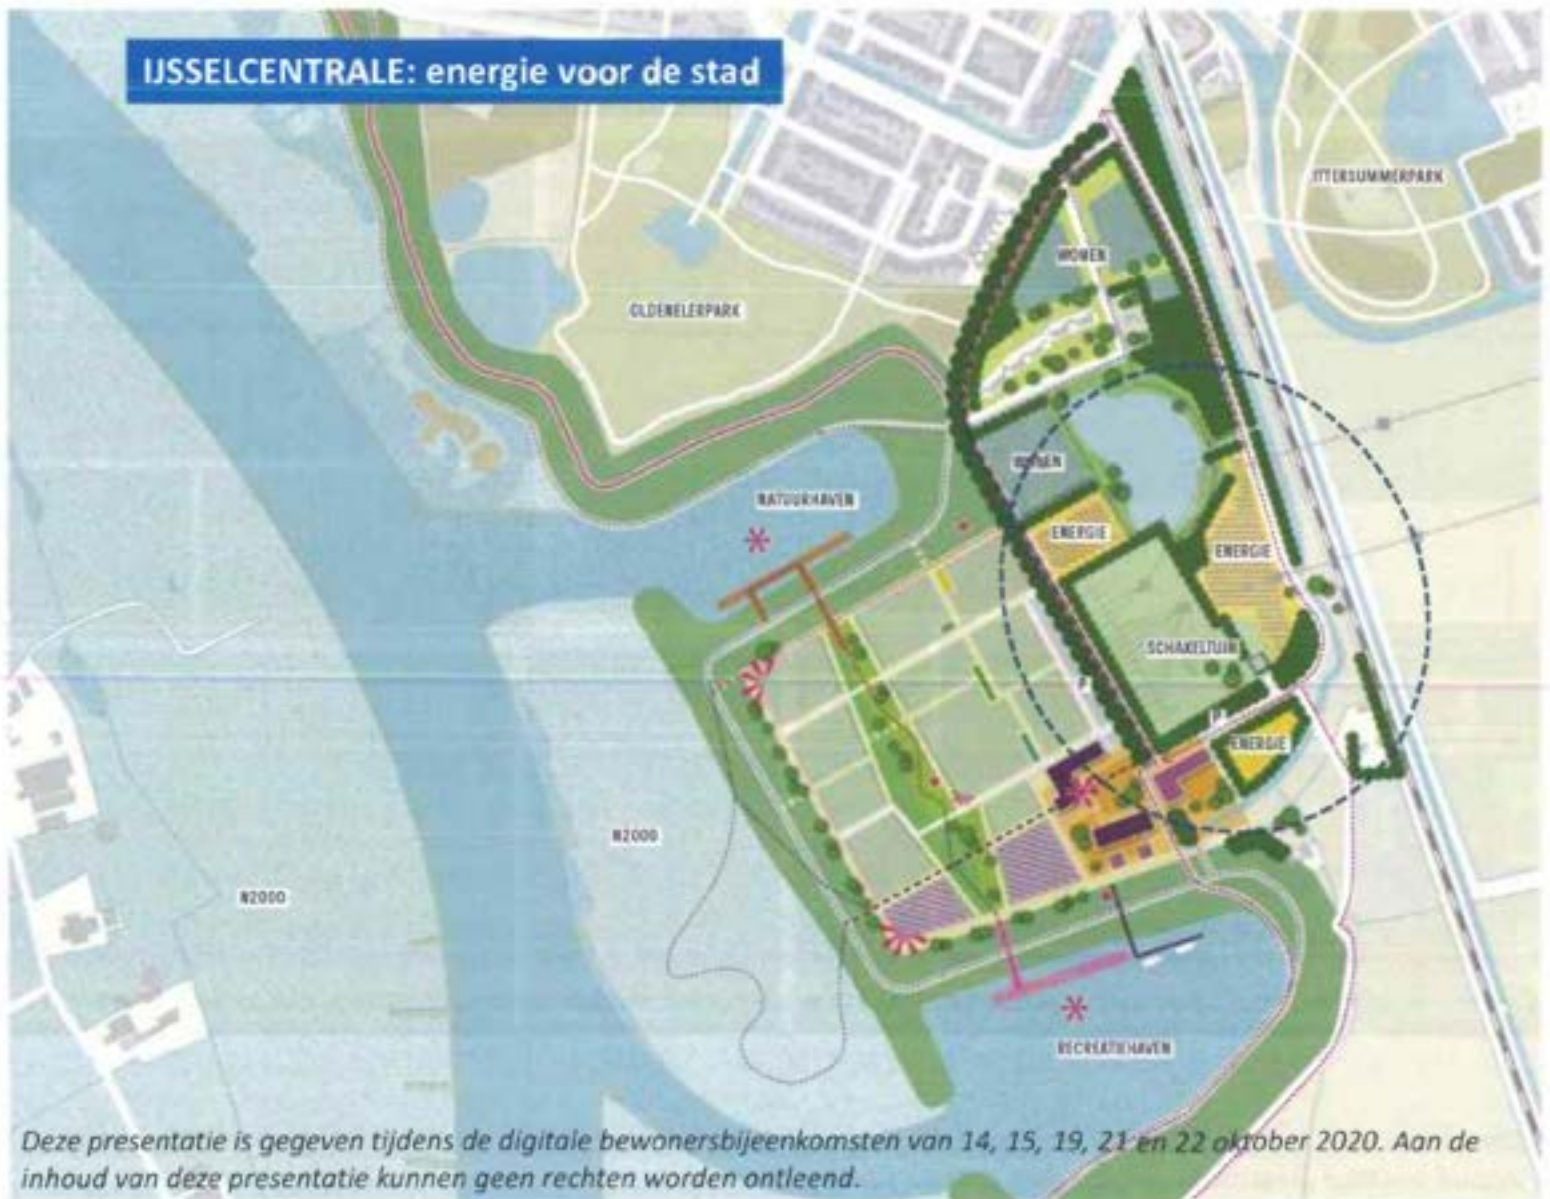 IJSSELCENTRALE: energie voor de stad
ITTERSUMMERPARK
WONEN
OLDENELERPARK
WONEN
NATUURHAVEN
ENERGIE
ENERGIE
SCHAKELTUIN
ENERGIE
N2000
N2000
RECREATIEHAVEN
Deze presentatie is gegeven tijdens de digitale bewonersbijeenkomsten van 14, 15, 19, 21 en 22 oktober 2020. Aan de
inhoud van deze presentatie kunnen geen rechten worden ontleend.